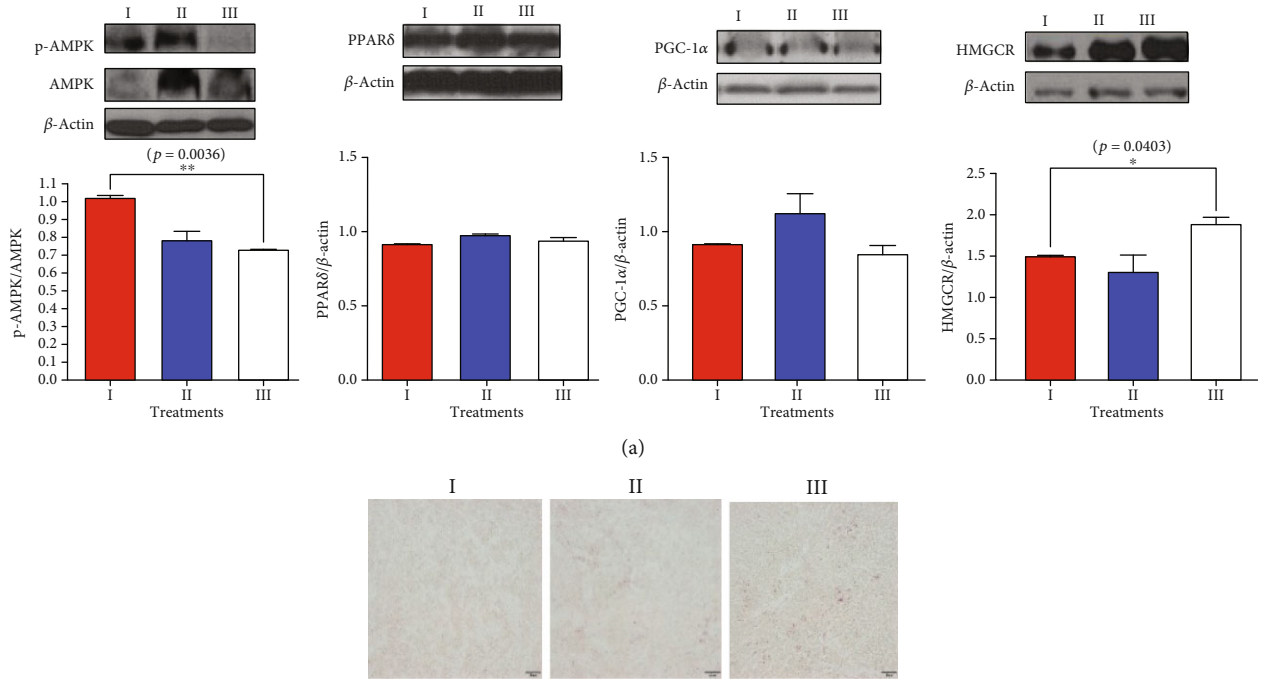 I II III
p-AMPK
AMPK
β-Actin
(p = 0.0036)
**
1.1
1.0
0.9
0.8
0.7
0.6
0.5
0.4
0.3
0.2
0.1
0.0
p-AMPK/AMPK
I II III
Treatments
I II III
PPARδ
β-Actin
1.5
1.0
0.5
0.0
PPARδ/β-actin
I II III
Treatments
I II III
PGC-1α
β-Actin
1.5
1.0
0.5
0.0
PGC-1α/β-actin
I II III
Treatments
I II III
HMGCR
β-Actin
(p = 0.0403)
*
2.5
2.0
1.5
1.0
0.5
0.0
HMGCR/β-actin
I II III
Treatments
(a)
I II III